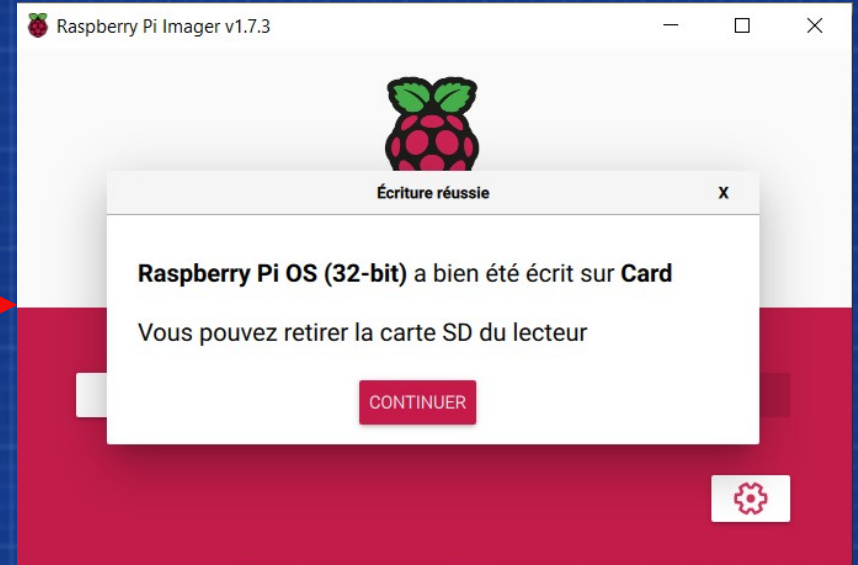 Raspberry Pi Imager v1.7.3
Écriture réussie
X
Raspberry Pi OS (32-bit) a bien été écrit sur Card
Vous pouvez retirer la carte SD du lecteur
CONTINUER